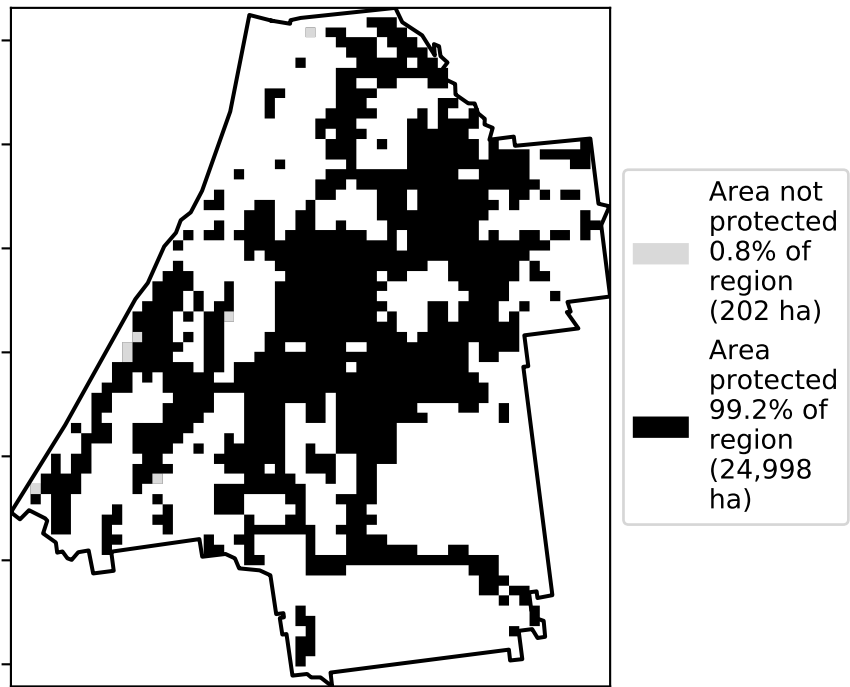 Area not
protected
0.8% of
region
(202 ha)
Area
protected
99.2% of
region
(24,998
ha)